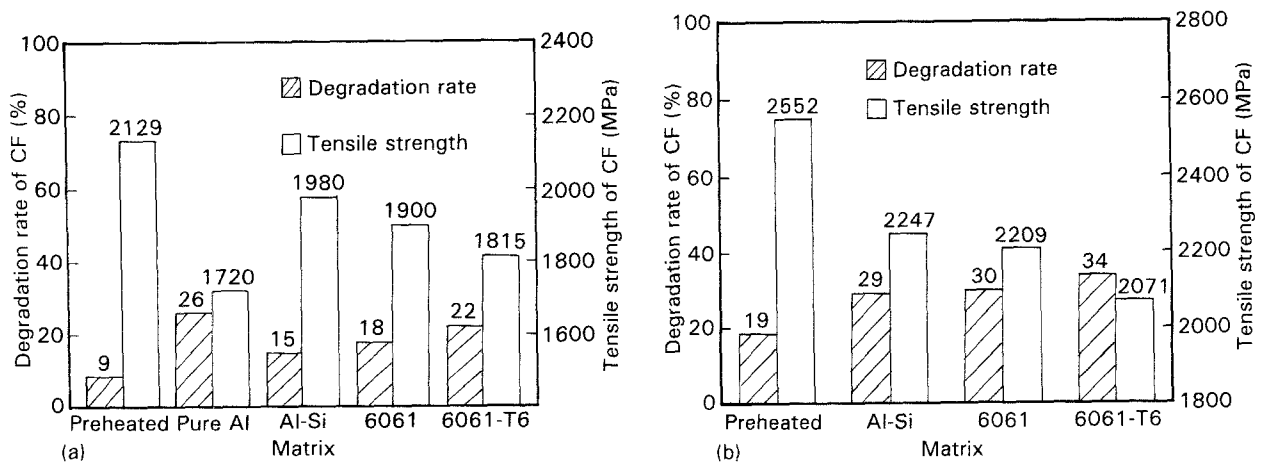 100
80
60
40
20
0
Degradation rate of CF (%)
2400
2200
2000
1800
1600
Tensile strength of CF (MPa)
Degradation rate
Tensile strength
9
2129
26
1720
15
1980
18
1900
22
1815
Preheated Pure Al Al-Si 6061 6061-T6
(a)
Matrix
100
80
60
40
20
0
Degradation rate of CF (%)
2800
2600
2400
2200
2000
1800
Tensile strength of CF (MPa)
Degradation rate
Tensile strength
19
2552
29
2247
30
2209
34
2071
Preheated Al-Si 6061 6061-T6
(b)
Matrix